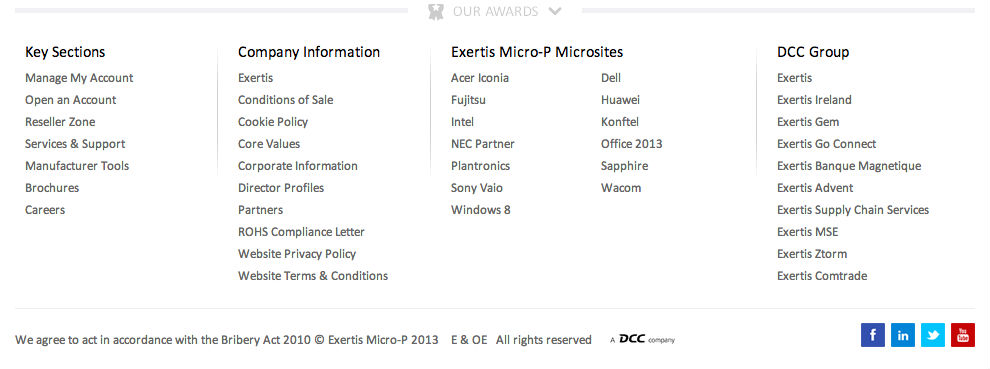 OUR AWARDS
Key Sections
Manage My Account
Open an Account
Reseller Zone
Services & Support
Manufacturer Tools
Brochures
Careers
Company Information
Exertis
Conditions of Sale
Cookie Policy
Core Values
Corporate Information
Director Profiles
Partners
ROHS Compliance Letter
Website Privacy Policy
Website Terms & Conditions
Exertis Micro-P Microsites
Acer Iconia
Fujitsu
Intel
NEC Partner
Plantronics
Sony Vaio
Windows 8
Dell
Huawei
Konftel
Office 2013
Sapphire
Wacom
DCC Group
Exertis
Exertis Ireland
Exertis Gem
Exertis Go Connect
Exertis Banque Magnetique
Exertis Advent
Exertis Supply Chain Services
Exertis MSE
Exertis Ztorm
Exertis Comtrade
We agree to act in accordance with the Bribery Act 2010 © Exertis Micro-P 2013 E & OE All rights reserved A DCC company
f in You Tube